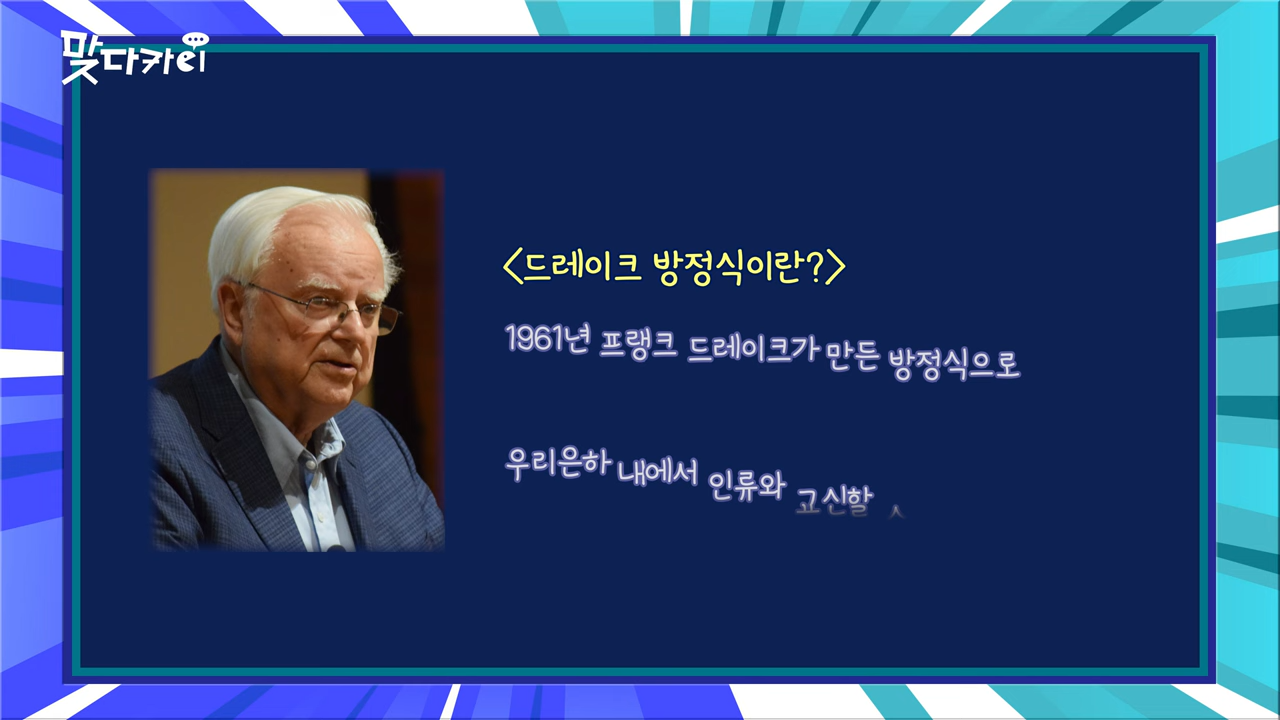 맞다카이
<드레이크 방정식이란?>
1961년 프랭크 드레이크가 만든 방정식으로
우리은하 내에서 인류와 교신할